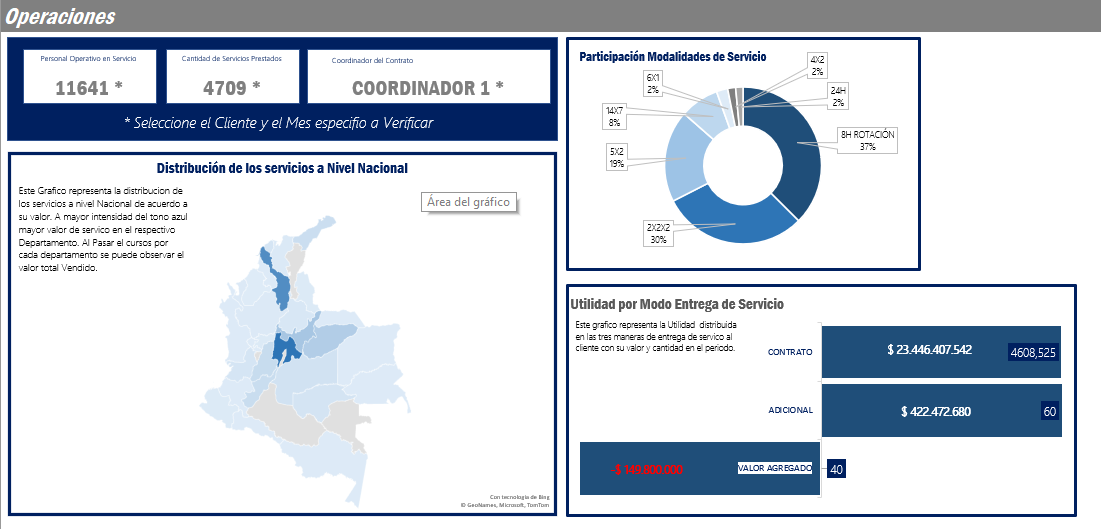 Operaciones
Personal Operativo en Servicio
11641 *
Cantidad de Servicios Prestados
4709 *
Coordinador del Contrato
COORDINADOR 1 *
* Seleccione el Cliente y el Mes especifio a Verificar
Distribución de los servicios a Nivel Nacional
Este Grafico representa la distribucion de
los servicios a nivel Nacional de acuerdo a
su valor. A mayor intensidad del tono azul
mayor valor de servico en el respectivo
Departamento. Al Pasar el cursos por
cada departamento se puede observar el
valor total Vendido.
Área del gráfico
Con tecnología de Bing
© GeoNames, Microsoft, TomTom
Participación Modalidades de Servicio
4X2
2%
6X1
2%
24H
2%
14X7
8%
8H ROTACIÓN
37%
5X2
19%
2X2X2
30%
Utilidad por Modo Entrega de Servicio
Este grafico representa la Utilidad distribuida
en las tres maneras de entrega de servico al
cliente con su valor y cantidad en el periodo.
CONTRATO
$ 23.446.407.542
4608,525
ADICIONAL
$ 422.472.680
60
VALOR AGREGADO
40